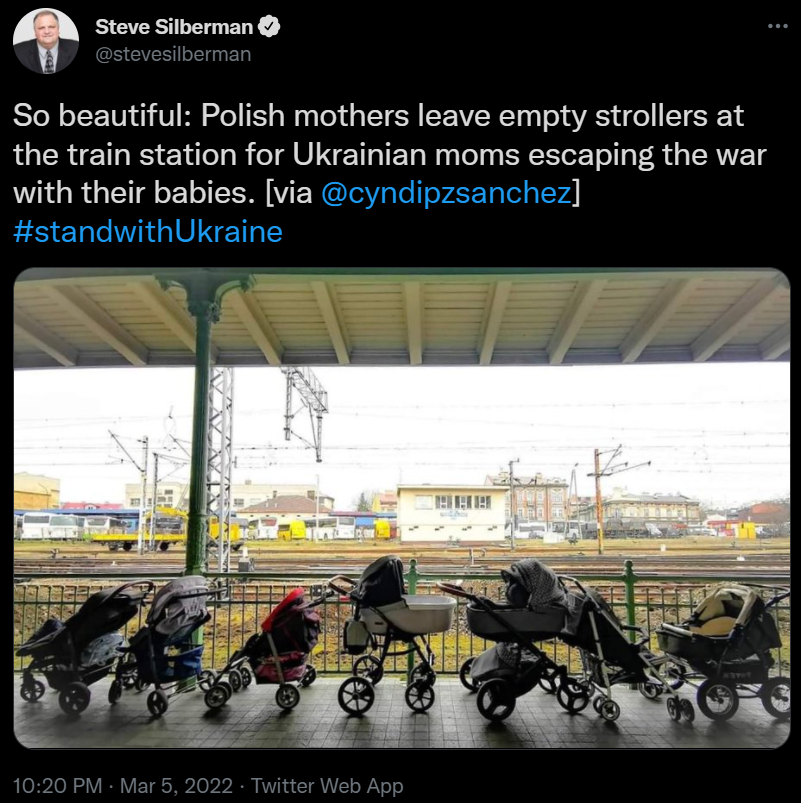 Steve Silberman
@stevesilberman
So beautiful: Polish mothers leave empty strollers at
the train station for Ukrainian moms escaping the war
with their babies. [via @cyndipzsanchez]
#standwithUkraine
10:20 PM · Mar 5, 2022 · Twitter Web App